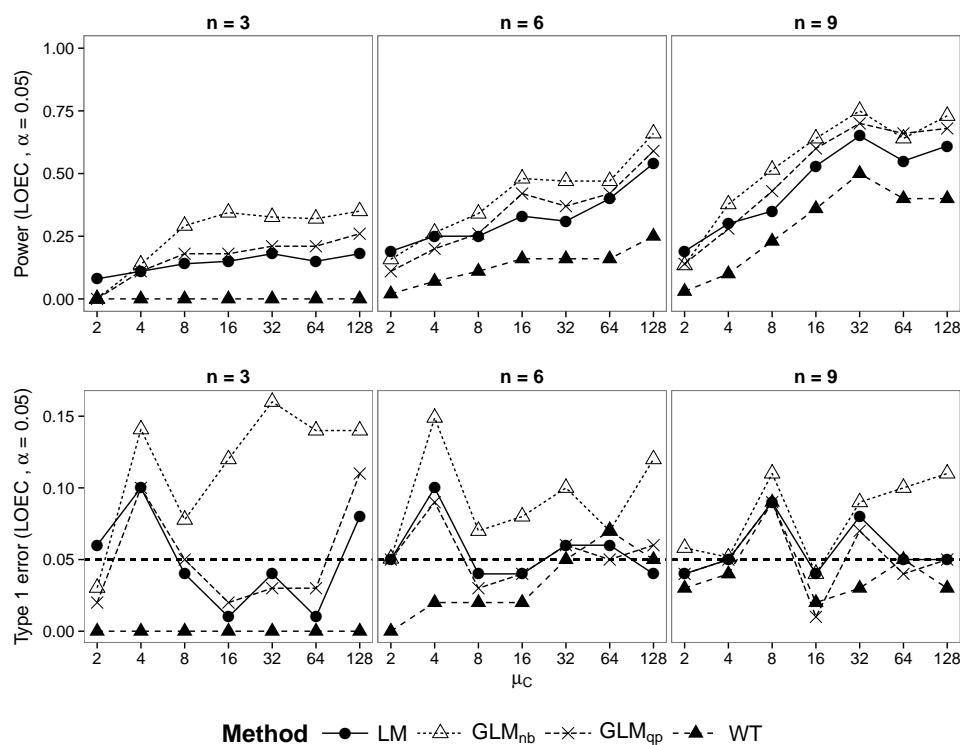 n = 3 n = 6 n = 9
Power (LOEC , α = 0.05)
1.00
0.75
0.50
0.25
0.00
2 4 8 16 32 64 128 2 4 8 16 32 64 128 2 4 8 16 32 64 128
n = 3 n = 6 n = 9
Type 1 error (LOEC , α = 0.05)
0.15
0.10
0.05
0.00
2 4 8 16 32 64 128 2 4 8 16 32 64 128 2 4 8 16 32 64 128
μC
Method LM GLMnb GLMqp WT